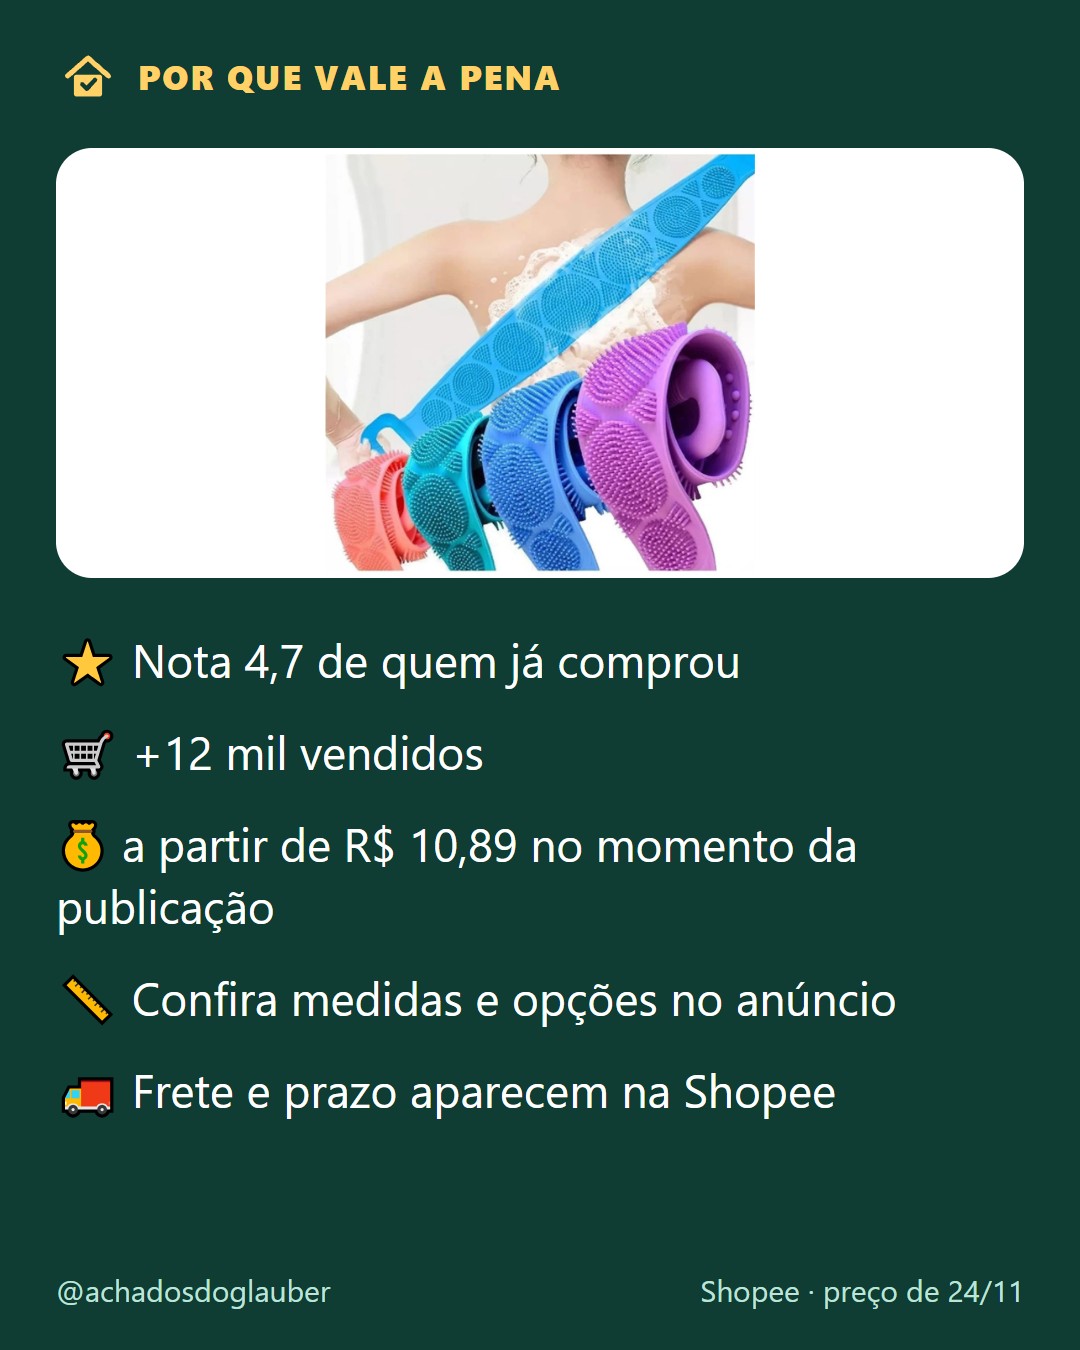 POR QUE VALE A PENA
⭐ Nota 4,7 de quem já comprou
🛒 +12 mil vendidos
💰 a partir de R$ 10,89 no momento da
publicação
📏 Confira medidas e opções no anúncio
🚚 Frete e prazo aparecem na Shopee
@achadosdoglauber
Shopee · preço de 24/11